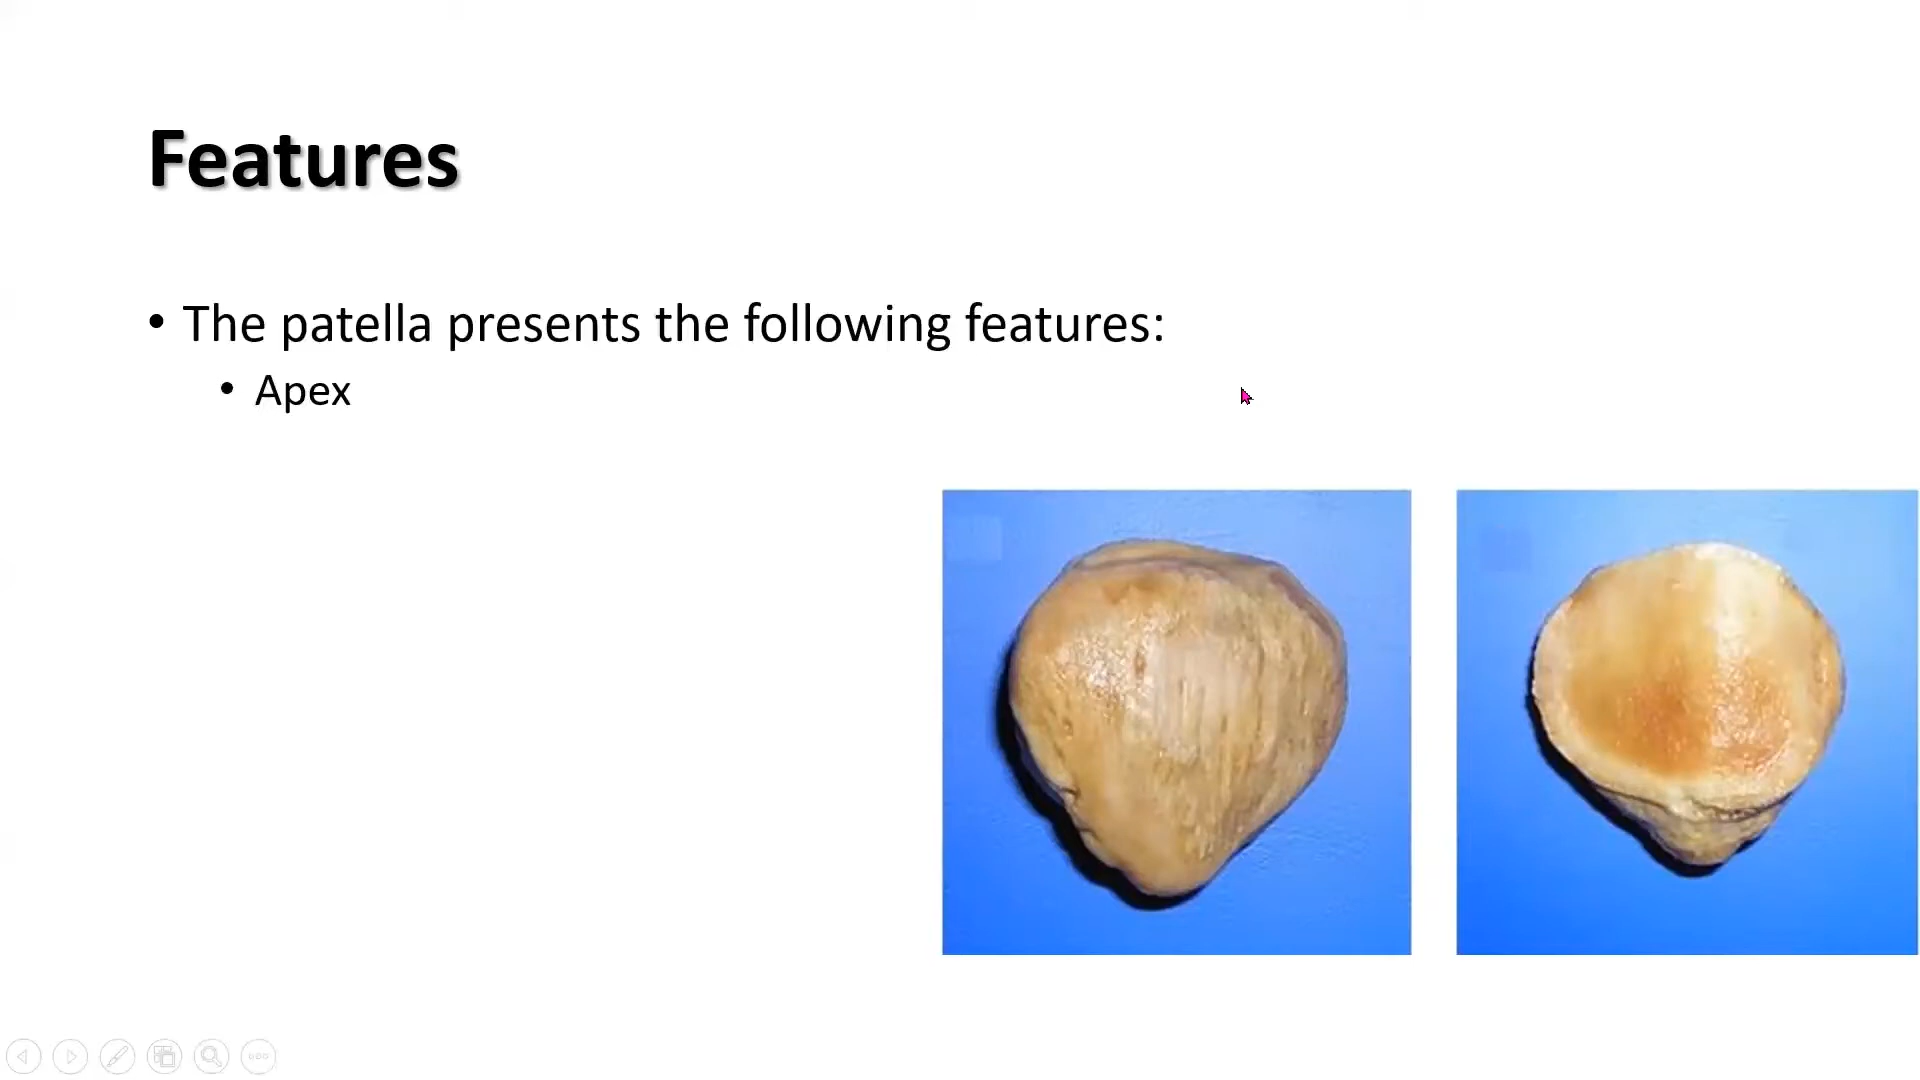 Features
• The patella presents the following features:
• Apex